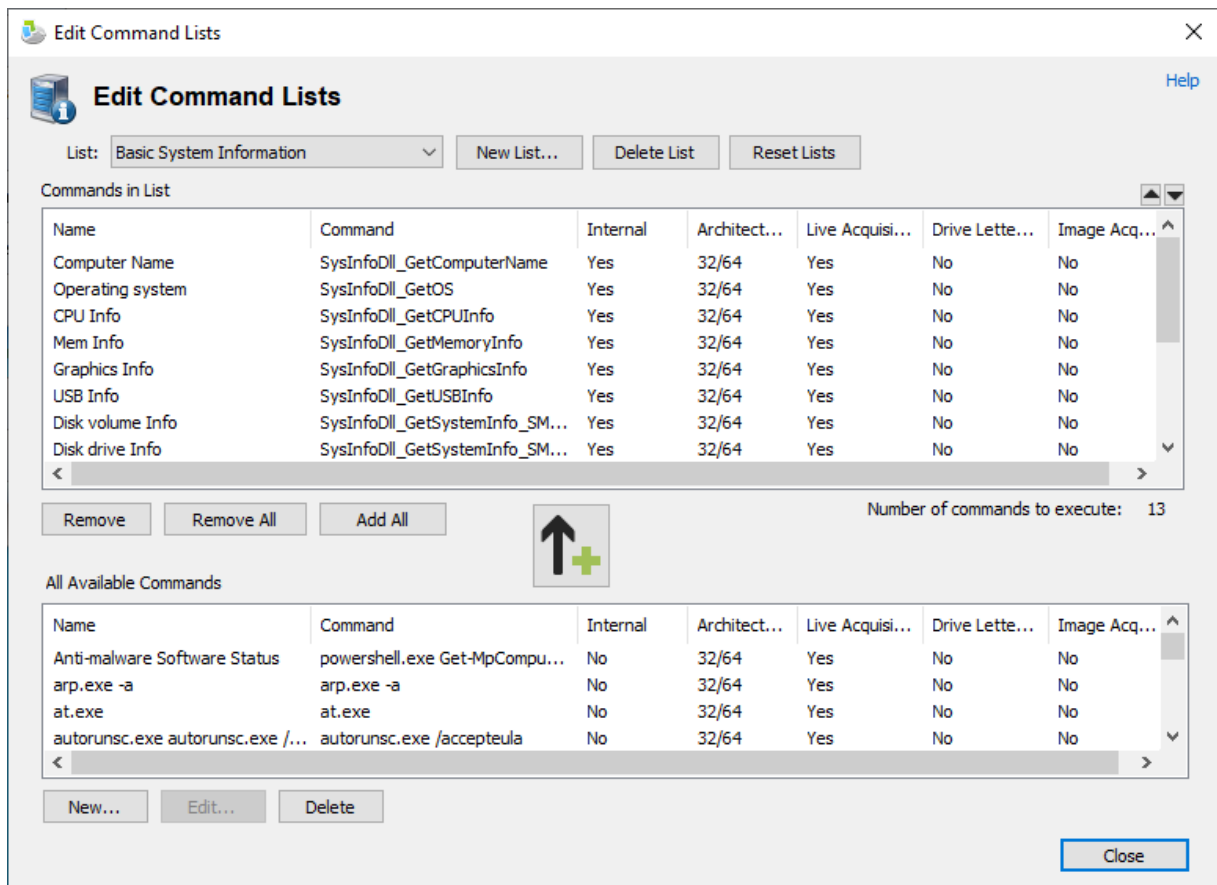 Edit Command Lists
Help
Edit Command Lists
List: Basic System Information New List... Delete List Reset Lists
Commands in List
Name Command Internal Architect... Live Acquisi... Drive Lette... Image Acq...
Computer Name SysInfoDll_GetComputerName Yes 32/64 Yes No No
Operating system SysInfoDll_GetOS Yes 32/64 Yes No No
CPU Info SysInfoDll_GetCPUInfo Yes 32/64 Yes No No
Mem Info SysInfoDll_GetMemoryInfo Yes 32/64 Yes No No
Graphics Info SysInfoDll_GetGraphicsInfo Yes 32/64 Yes No No
USB Info SysInfoDll_GetUSBInfo Yes 32/64 Yes No No
Disk volume Info SysInfoDll_GetSystemInfo_SM... Yes 32/64 Yes No No
Disk drive Info SysInfoDll_GetSystemInfo_SM... Yes 32/64 Yes No No
Remove Remove All Add All Number of commands to execute: 13
All Available Commands
Name Command Internal Architect... Live Acquisi... Drive Lette... Image Acq...
Anti-malware Software Status powershell.exe Get-MpCompu... No 32/64 Yes No No
arp.exe -a arp.exe -a No 32/64 Yes No No
at.exe at.exe No 32/64 Yes No No
autorunsc.exe autorunsc.exe /... autorunsc.exe /accepteula No 32/64 Yes No No
New... Edit... Delete
Close